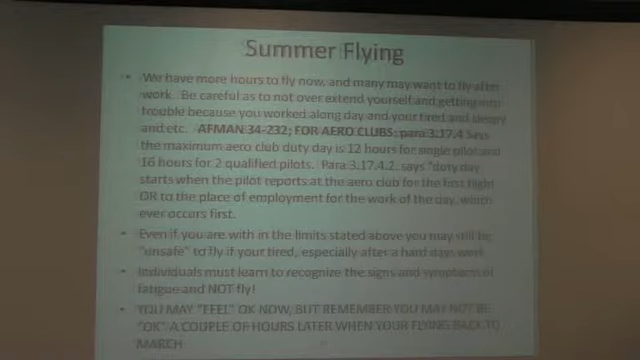 Summer Flying
• We have more hours to fly now, and many may want to fly after
work. Be careful as to not over extend yourself and getting into
trouble because you worked along day and your tired and sleepy
and etc. AFMAN 34-232; FOR AERO CLUBS; para 3.17.4 says
the maximum aero club duty day is 12 hours for single pilot and
16 hours for 2 qualified pilots. Para 3.17.4.2. says "duty day
starts when the pilot reports at the aero club for the first flight
OR to the place of employment for the work of the day, which
ever occurs first.
• Even if you are with in the limits stated above you may still be
"unsafe" to fly if your tired, especially after a hard days work
• Individuals must learn to recognize the signs and symptoms of
fatigue and NOT fly!
• YOU MAY "FEEL" OK NOW, BUT REMEMBER YOU MAY NOT BE
"OK" A COUPLE OF HOURS LATER WHEN YOUR FLYING BACK TO
MARCH